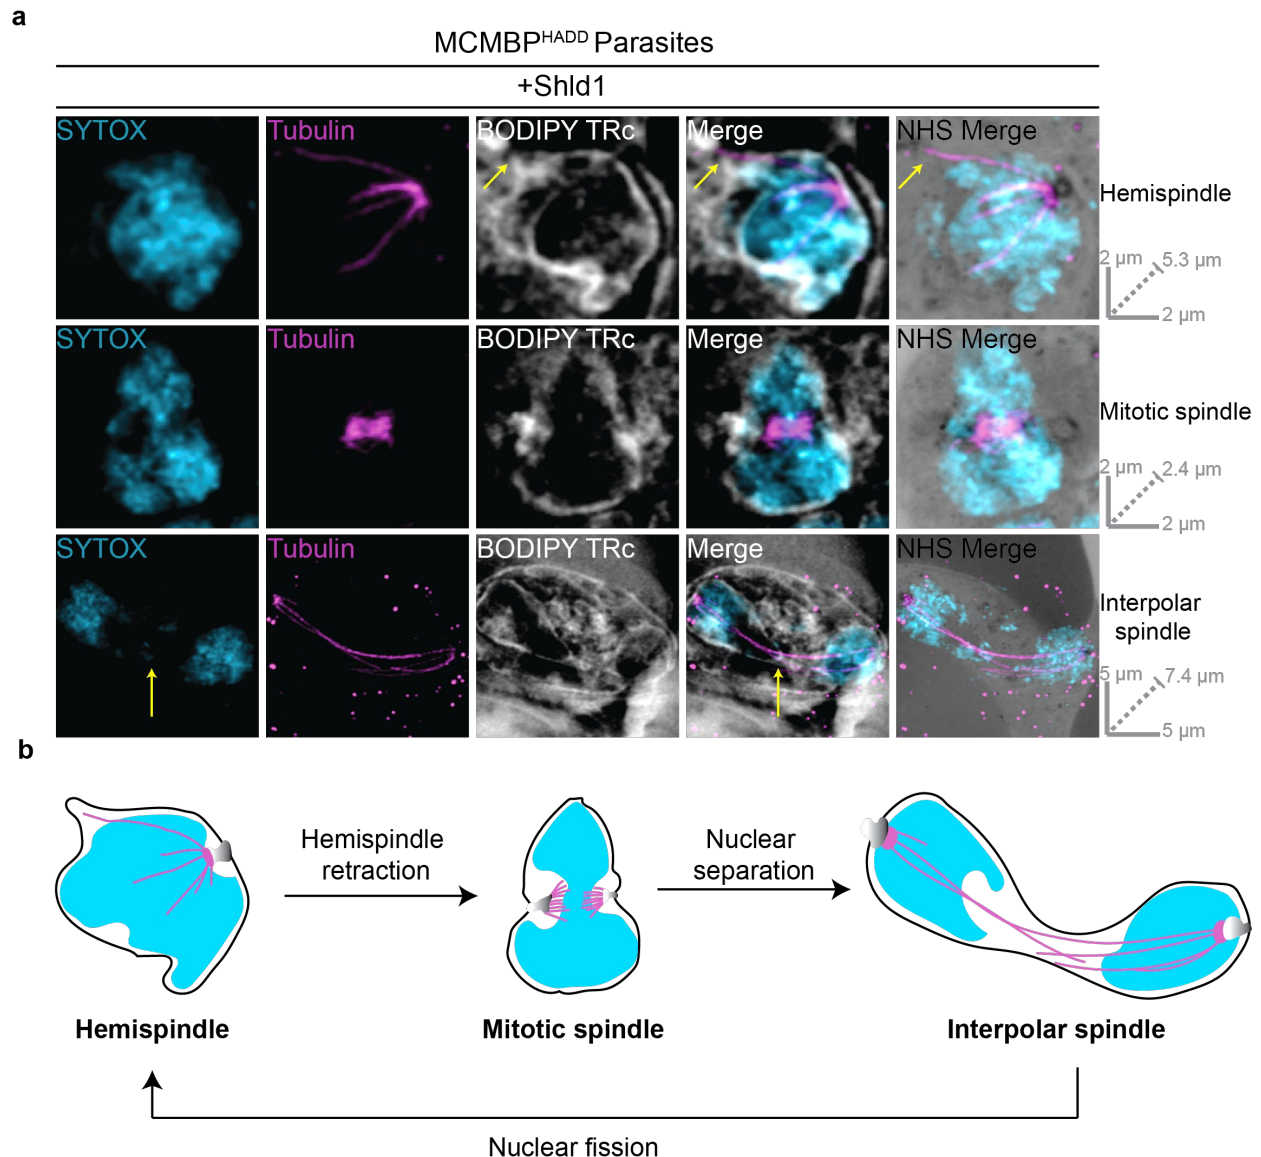 a
MCMBPHADD Parasites
+Shld1
SYTOX Tubulin BODIPY TRc Merge NHS Merge
Hemispindle
2 µm 5.3 µm
2 µm
SYTOX Tubulin BODIPY TRc Merge NHS Merge
Mitotic spindle
2 µm 2.4 µm
2 µm
SYTOX Tubulin BODIPY TRc Merge NHS Merge
Interpolar
spindle
5 µm 7.4 µm
5 µm
b
Hemispindle
retraction
Nuclear
separation
Hemispindle Mitotic spindle Interpolar spindle
Nuclear fission